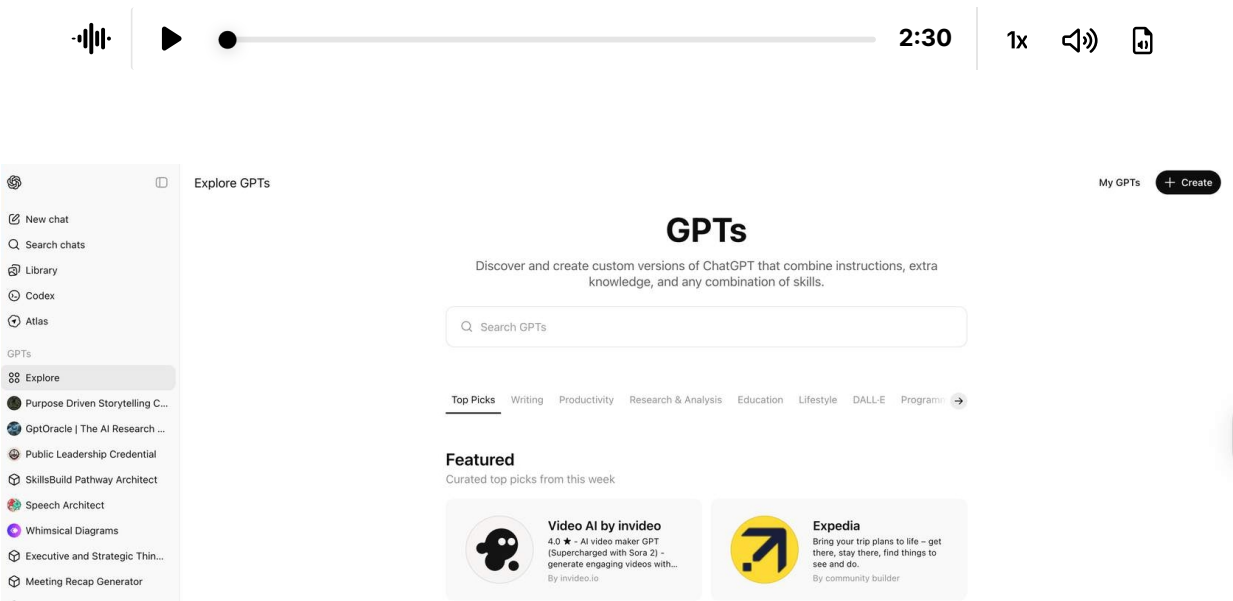 2:30
1x
Explore GPTs
My GPTs
+ Create
New chat
Search chats
Library
Codex
Atlas
GPTs
Explore
Purpose Driven Storytelling C...
GptOracle | The AI Research ...
Public Leadership Credential
SkillsBuild Pathway Architect
Speech Architect
Whimsical Diagrams
Executive and Strategic Thin...
Meeting Recap Generator
GPTs
Discover and create custom versions of ChatGPT that combine instructions, extra
knowledge, and any combination of skills.
Search GPTs
Top Picks Writing Productivity Research & Analysis Education Lifestyle DALL·E Programm
Featured
Curated top picks from this week
Video AI by invideo
4.0 ★ - AI video maker GPT
(Supercharged with Sora 2) -
generate engaging videos with...
By invideo.io
Expedia
Bring your trip plans to life – get
there, stay there, find things to
see and do.
By community builder